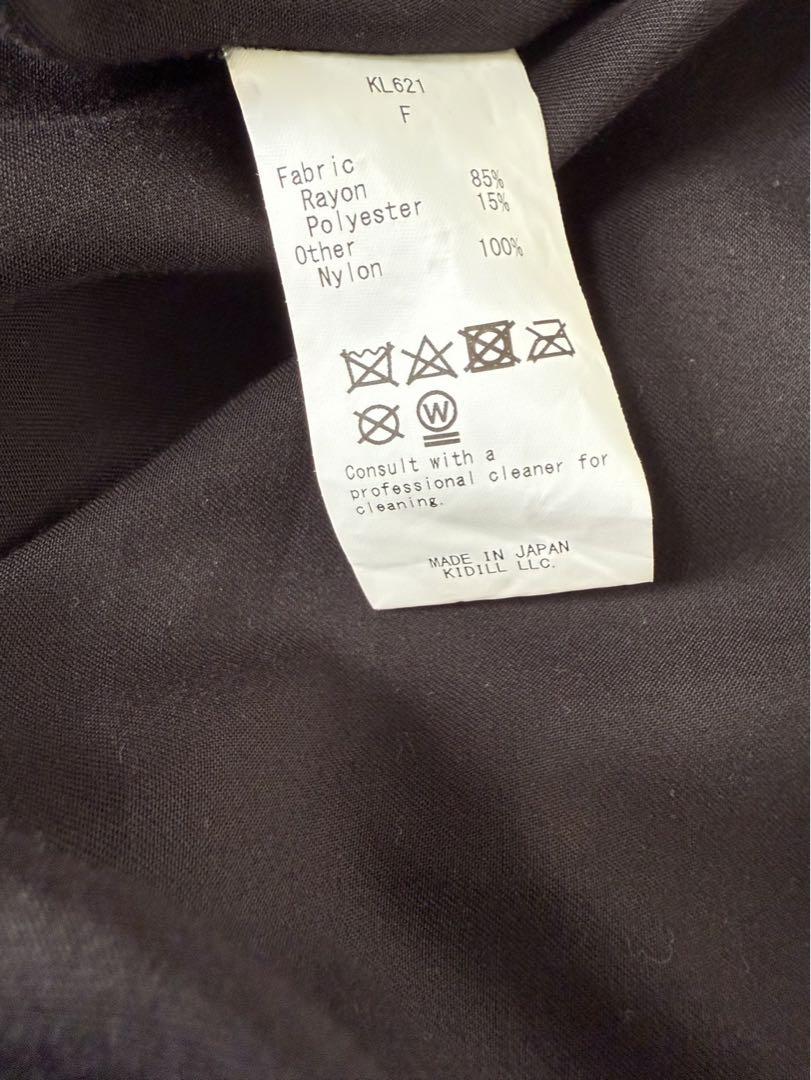 KL621
F
Fabric
Rayon 85%
Polyester 15%
Other
Nylon 100%
W
Consult with a
professional cleaner for
cleaning.
MADE IN JAPAN
KIDILL LLC.